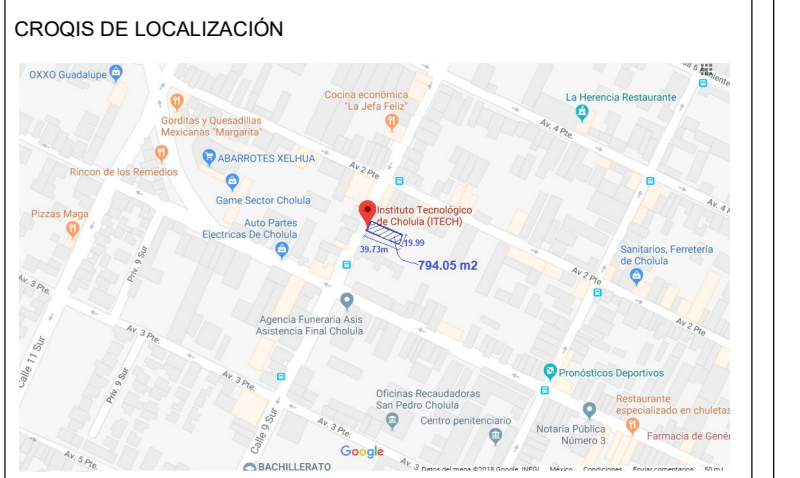 CROQIS DE LOCALIZACIÓN
OXXO Guadalupe
Cocina económica
"La Jefa Feliz"
La Herencia Restaurante
Gorditas y Quesadillas
Mexicanas "Margarita"
Av. 4 Pte.
ABARROTES XELHUA
Av 2 Pte
Rincon de los Remedios
Game Sector Cholula
Pizzas Maga
Auto Partes
Electricas De Cholula
Instituto Tecnológico
de Cholula (ITECH)
39.73m
19.99
794.05 m2
Priv. 9 Sur
Sanitarios, Ferretería
de Cholula
Av 2 Pte
Av. 3 Pte.
Agencia Funeraria Asis
Asistencia Final Cholula
Av 2 Pte
Av. 3 Pte.
Calle 11 Sur
Priv. 9 Sur
Av. 3 Pte.
Pronósticos Deportivos
Oficinas Recaudadoras
San Pedro Cholula
Restaurante
especializado en chuletas
Calle 9 Sur
Av. 3 Pte.
Centro penitenciario
Notaría Pública
Número 3
Farmacia de Gené
Av. 5 Pte.
Google
BACHILLERATO
Av. 3
Datos del mapa ©2018 Google, INEGI México Condiciones Enviar comentarios 50 m